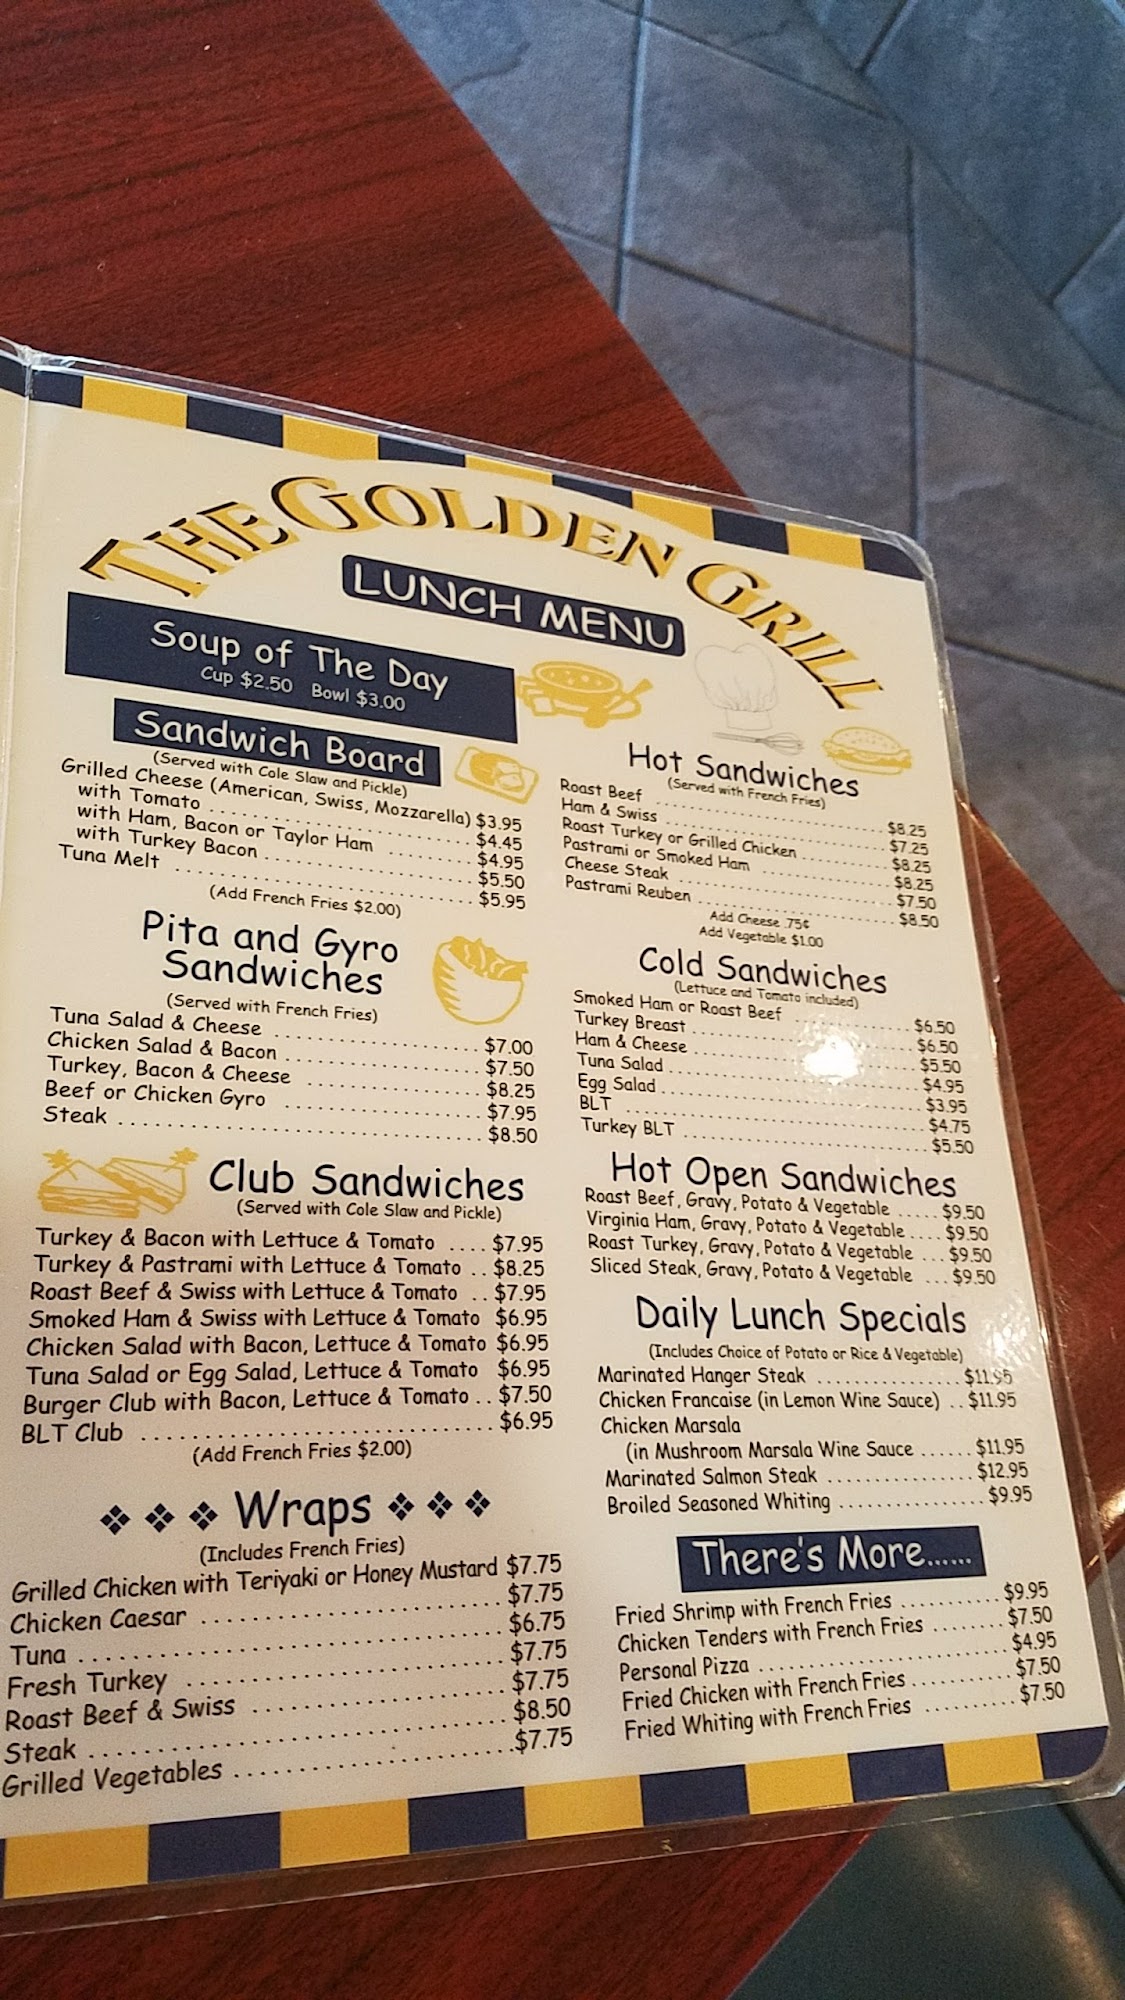 THE GOLDEN GRILL
LUNCH MENU
Soup of The Day
Cup $2.50 Bowl $3.00
Sandwich Board
(Served with Cole Slaw and Pickle)
Grilled Cheese (American, Swiss, Mozzarella) $3.95
with Tomato $4.45
with Ham, Bacon or Taylor Ham $4.95
with Turkey Bacon $5.50
Tuna Melt $5.95
(Add French Fries $2.00)
Pita and Gyro
Sandwiches
(Served with French Fries)
Tuna Salad & Cheese $7.00
Chicken Salad & Bacon $7.50
Turkey, Bacon & Cheese $8.25
Beef or Chicken Gyro $7.95
Steak $8.50
Club Sandwiches
(Served with Cole Slaw and Pickle)
Turkey & Bacon with Lettuce & Tomato .... $7.95
Turkey & Pastrami with Lettuce & Tomato .. $8.25
Roast Beef & Swiss with Lettuce & Tomato .. $7.95
Smoked Ham & Swiss with Lettuce & Tomato $6.95
Chicken Salad with Bacon, Lettuce & Tomato $6.95
Tuna Salad or Egg Salad, Lettuce & Tomato $6.95
Burger Club with Bacon, Lettuce & Tomato .. $7.50
BLT Club $6.95
(Add French Fries $2.00)
Wraps
(Includes French Fries)
Grilled Chicken with Teriyaki or Honey Mustard $7.75
Chicken Caesar $7.75
Tuna $6.75
Fresh Turkey $7.75
Roast Beef & Swiss $7.75
Steak $8.50
Grilled Vegetables $7.75
Hot Sandwiches
(Served with French Fries)
Roast Beef $8.25
Ham & Swiss $7.25
Roast Turkey or Grilled Chicken $8.25
Pastrami or Smoked Ham $8.25
Cheese Steak $7.50
Pastrami Reuben $8.50
Add Cheese .75¢
Add Vegetable $1.00
Cold Sandwiches
(Lettuce and Tomato included)
Smoked Ham or Roast Beef $6.50
Turkey Breast $6.50
Ham & Cheese $5.50
Tuna Salad $4.95
Egg Salad $3.95
BLT $4.75
Turkey BLT $5.50
Hot Open Sandwiches
Roast Beef, Gravy, Potato & Vegetable ..... $9.50
Virginia Ham, Gravy, Potato & Vegetable .... $9.50
Roast Turkey, Gravy, Potato & Vegetable ... $9.50
Sliced Steak, Gravy, Potato & Vegetable ... $9.50
Daily Lunch Specials
(Includes Choice of Potato or Rice & Vegetable)
Marinated Hanger Steak $11.95
Chicken Francaise (in Lemon Wine Sauce) .. $11.95
Chicken Marsala
(in Mushroom Marsala Wine Sauce ...... $11.95
Marinated Salmon Steak $12.95
Broiled Seasoned Whiting $9.95
There's More......
Fried Shrimp with French Fries $9.95
Chicken Tenders with French Fries $7.50
Personal Pizza $4.95
Fried Chicken with French Fries $7.50
Fried Whiting with French Fries $7.50